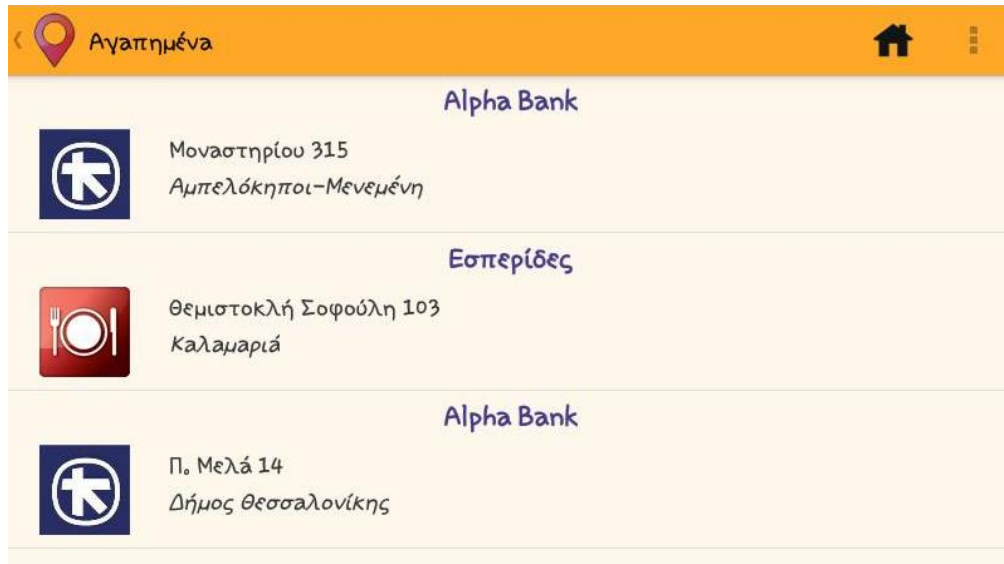 Αγαπημένα
Alpha Bank
Μοναστηρίου 315
Αμπελόκηποι-Μενεμένη
Εσπερίδες
Θεμιστοκλή Σοφούλη 103
Καλαμαριά
Alpha Bank
Π. Μελά 14
Δήμος Θεσσαλονίκης